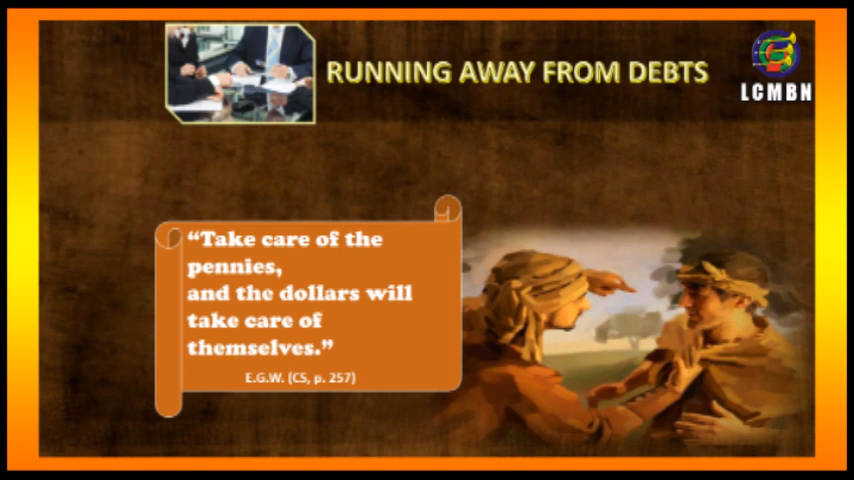 RUNNING AWAY FROM DEBTS
LCMBN
“Take care of the
pennies,
and the dollars will
take care of
themselves.”
E.G.W. (CS, p. 257)